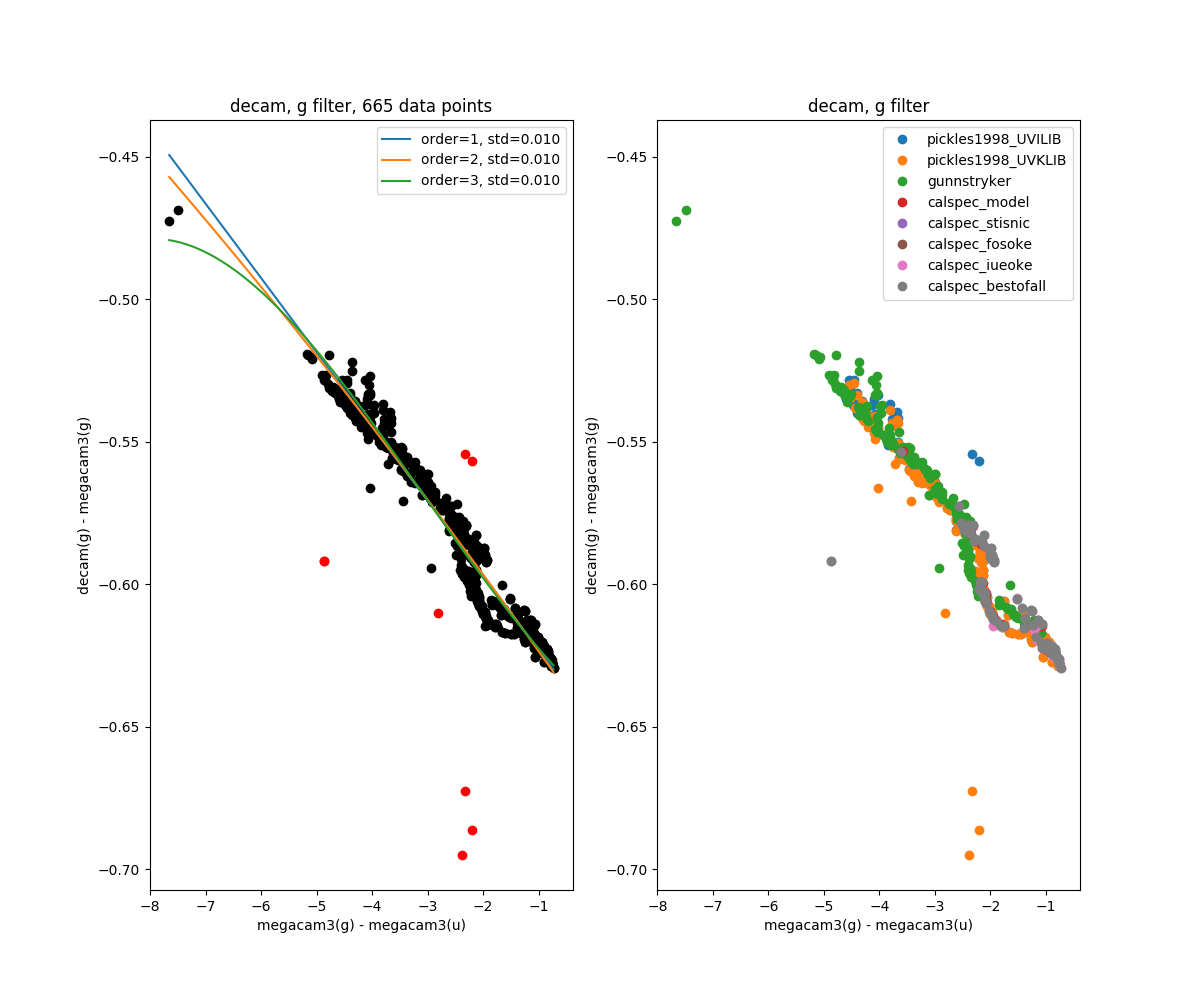 decam, g filter, 665 data points
order=1, std=0.010
order=2, std=0.010
order=3, std=0.010
−0.45
−0.50
−0.55
−0.60
−0.65
−0.70
decam(g) - megacam3(g)
−8 −7 −6 −5 −4 −3 −2 −1
megacam3(g) - megacam3(u)
decam, g filter
pickles1998_UVILIB
pickles1998_UVKLIB
gunnstryker
calspec_model
calspec_stisnic
calspec_fosoke
calspec_iueoke
calspec_bestofall
−0.45
−0.50
−0.55
−0.60
−0.65
−0.70
decam(g) - megacam3(g)
−8 −7 −6 −5 −4 −3 −2 −1
megacam3(g) - megacam3(u)